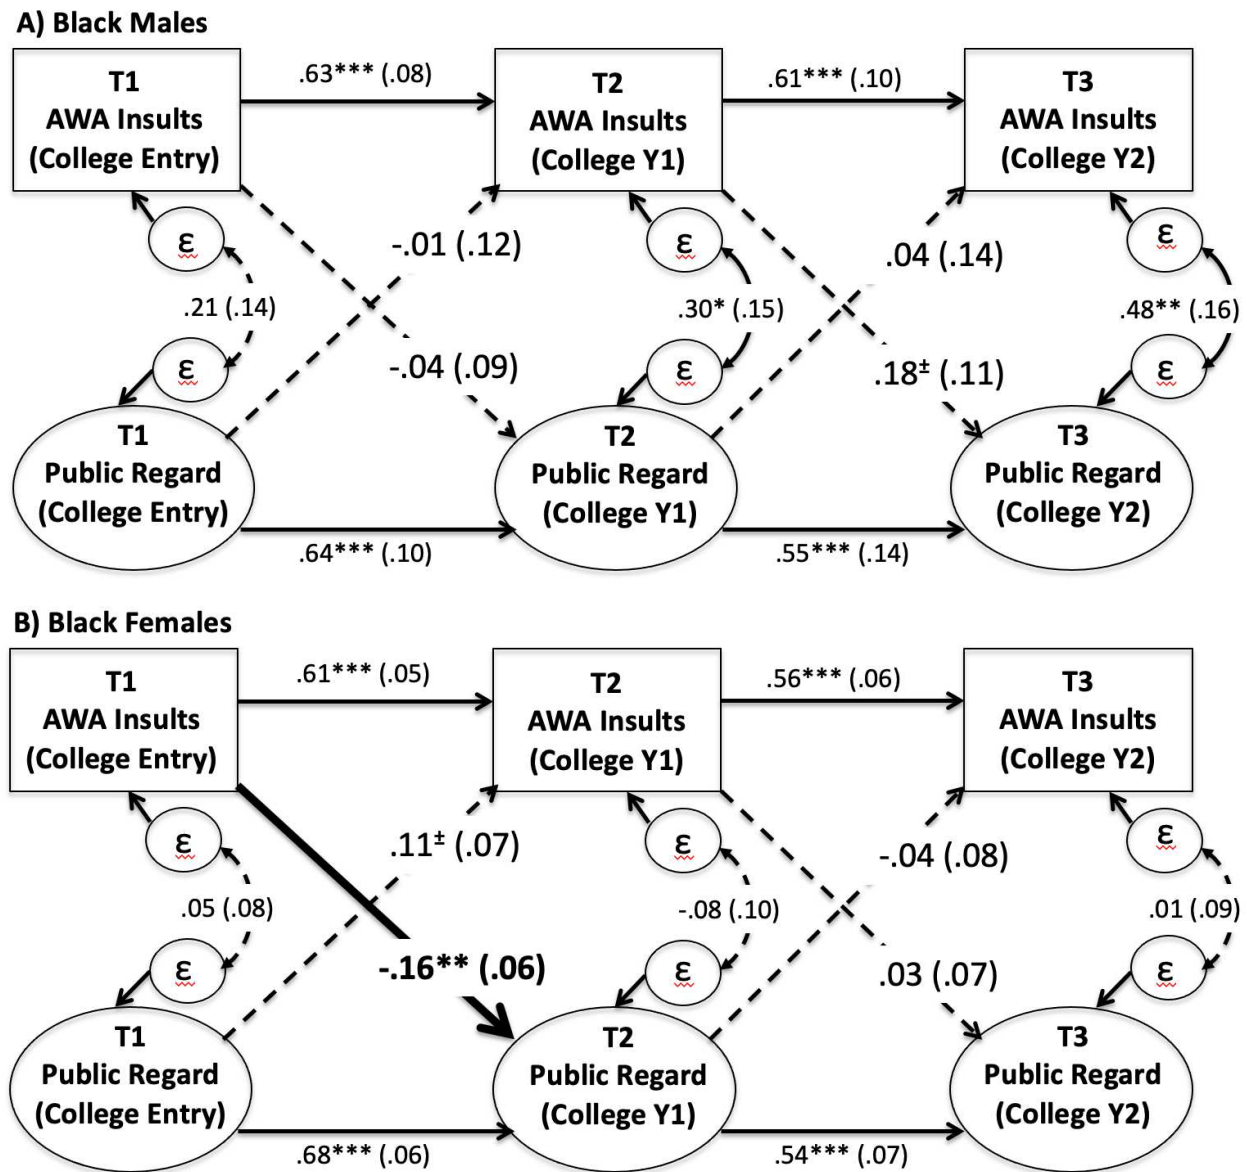 A) Black Males
T1
AWA Insults
(College Entry)
.63*** (.08)
T2
AWA Insults
(College Y1)
.61*** (.10)
T3
AWA Insults
(College Y2)
ε
ε
ε
-.01 (.12)
.04 (.14)
.21 (.14)
.30* (.15)
.48** (.16)
-.04 (.09)
.18± (.11)
ε
ε
ε
T1
Public Regard
(College Entry)
.64*** (.10)
T2
Public Regard
(College Y1)
.55*** (.14)
T3
Public Regard
(College Y2)
B) Black Females
T1
AWA Insults
(College Entry)
.61*** (.05)
T2
AWA Insults
(College Y1)
.56*** (.06)
T3
AWA Insults
(College Y2)
ε
ε
ε
.11± (.07)
-.04 (.08)
.05 (.08)
-.08 (.10)
.01 (.09)
-.16** (.06)
.03 (.07)
ε
ε
ε
T1
Public Regard
(College Entry)
.68*** (.06)
T2
Public Regard
(College Y1)
.54*** (.07)
T3
Public Regard
(College Y2)